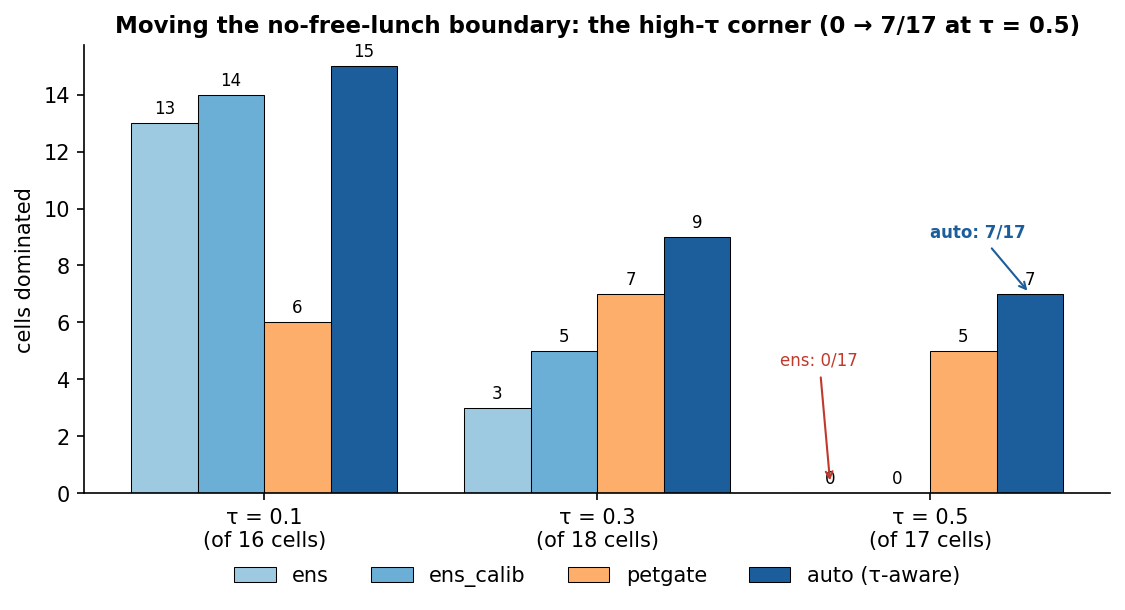 Moving the no-free-lunch boundary: the high-τ corner (0 → 7/17 at τ = 0.5)
cells dominated
14
12
10
8
6
4
2
0
13
14
6
15
3
5
7
9
0
0
5
7
ens: 0/17
auto: 7/17
τ = 0.1
(of 16 cells)
τ = 0.3
(of 18 cells)
τ = 0.5
(of 17 cells)
ens
ens_calib
petgate
auto (τ-aware)